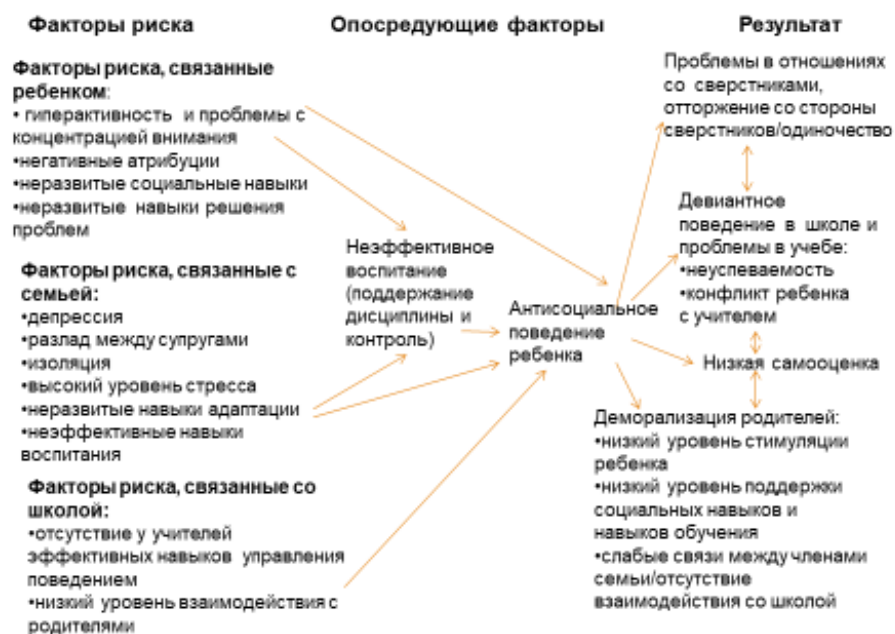 Факторы риска
Опосредующие факторы
Результат
Факторы риска, связанные
ребенком:
• гиперактивность и проблемы с
концентрацией внимания
•негативные атрибуции
•неразвитые социальные навыки
•неразвитые навыки решения
проблем
Факторы риска, связанные с
семьей:
•депрессия
•разлад между супругами
•изоляция
•высокий уровень стресса
•неразвитые навыки адаптации
•неэффективные навыки
воспитания
Факторы риска, связанные со
школой:
•отсутствие у учителей
эффективных навыков управления
поведением
•низкий уровень взаимодействия с
родителями
Неэффективное
воспитание
(поддержание
дисциплины и
контроль)
Антисоциальное
поведение
ребенка
Проблемы в отношениях
со сверстниками,
отторжение со стороны
сверстников/одиночество
Девиантное
поведение в школе и
проблемы в учебе:
•неуспеваемость
•конфликт ребенка
с учителем
Низкая самооценка
Деморализация родителей:
•низкий уровень стимуляции
ребенка
•низкий уровень поддержки
социальных навыков и
навыков обучения
•слабые связи между членами
семьи/отсутствие
взаимодействия со школой